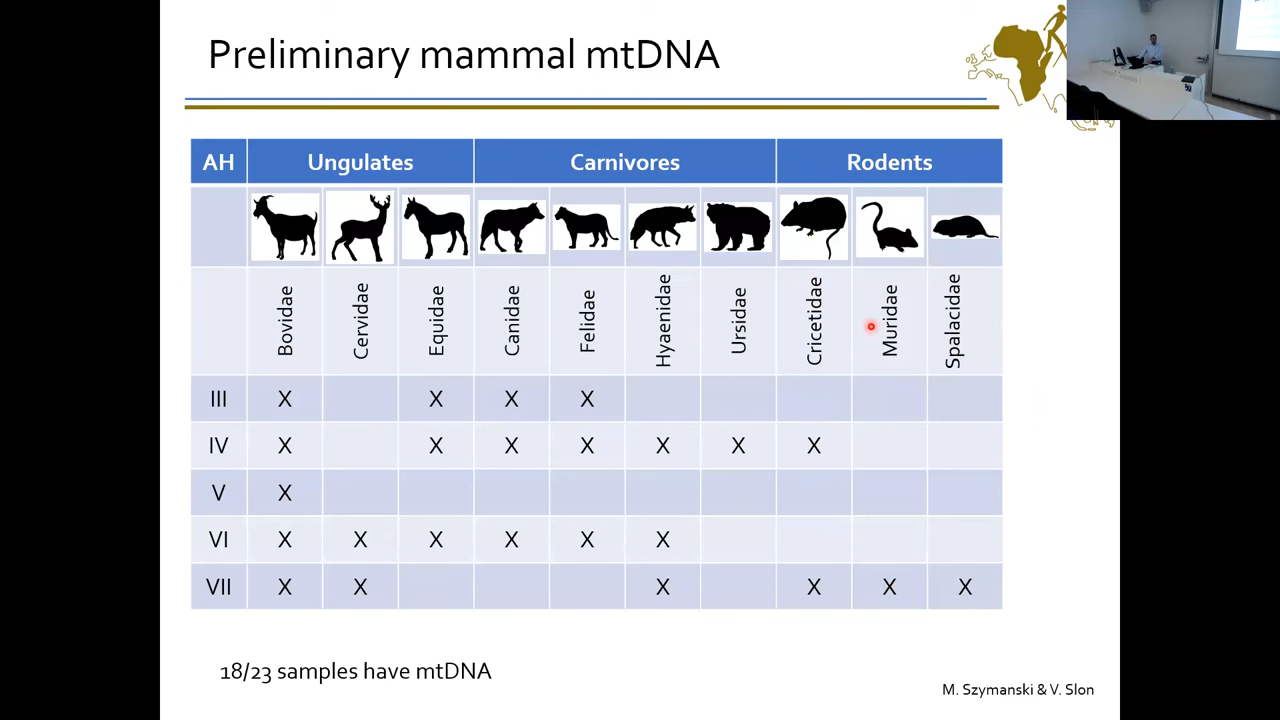 Preliminary mammal mtDNA
AH Ungulates Carnivores Rodents
Bovidae Cervidae Equidae Canidae Felidae Hyaenidae Ursidae Cricetidae Muridae Spalacidae
III X X X X
IV X X X X X X X
V X
VI X X X X X X
VII X X X X X X
18/23 samples have mtDNA
M. Szymanski & V. Slon